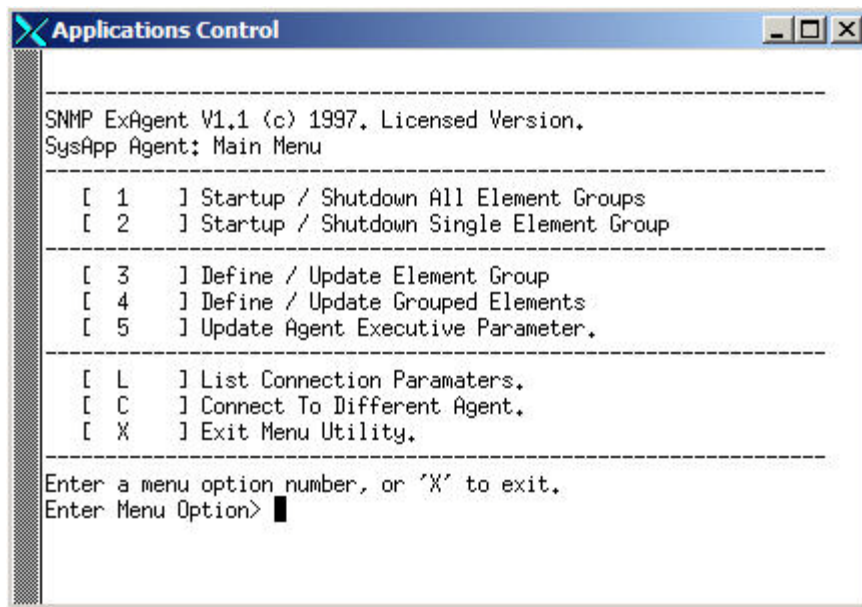 Applications Control
--------------------------------------------------------------------------------
SNMP ExAgent V1.1 (c) 1997. Licensed Version.
SysApp Agent: Main Menu
--------------------------------------------------------------------------------
[ 1 ] Startup / Shutdown All Element Groups
[ 2 ] Startup / Shutdown Single Element Group
--------------------------------------------------------------------------------
[ 3 ] Define / Update Element Group
[ 4 ] Define / Update Grouped Elements
[ 5 ] Update Agent Executive Parameter.
--------------------------------------------------------------------------------
[ L ] List Connection Paramaters.
[ C ] Connect To Different Agent.
[ X ] Exit Menu Utility.
--------------------------------------------------------------------------------
Enter a menu option number, or 'X' to exit.
Enter Menu Option>